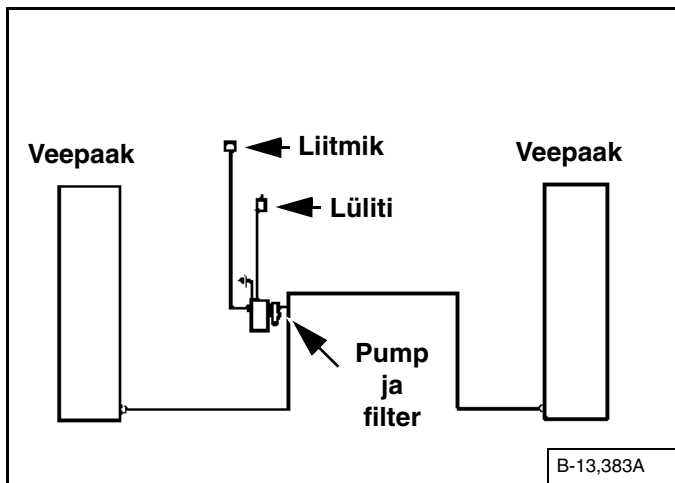 Veepaak
Liitmik
Veepaak
Lüliti
Pump
ja
filter
B-13,383A